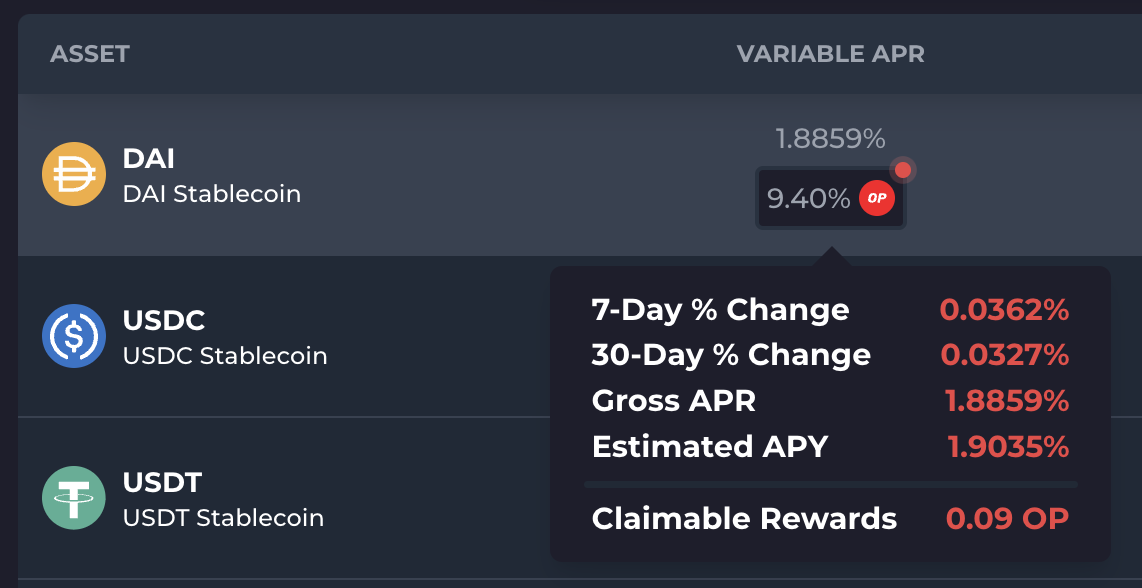 ASSET VARIABLE APR
DAI
DAI Stablecoin
1.8859%
9.40% OP
USDC
USDC Stablecoin
USDT
USDT Stablecoin
7-Day % Change 0.0362%
30-Day % Change 0.0327%
Gross APR 1.8859%
Estimated APY 1.9035%
Claimable Rewards 0.09 OP